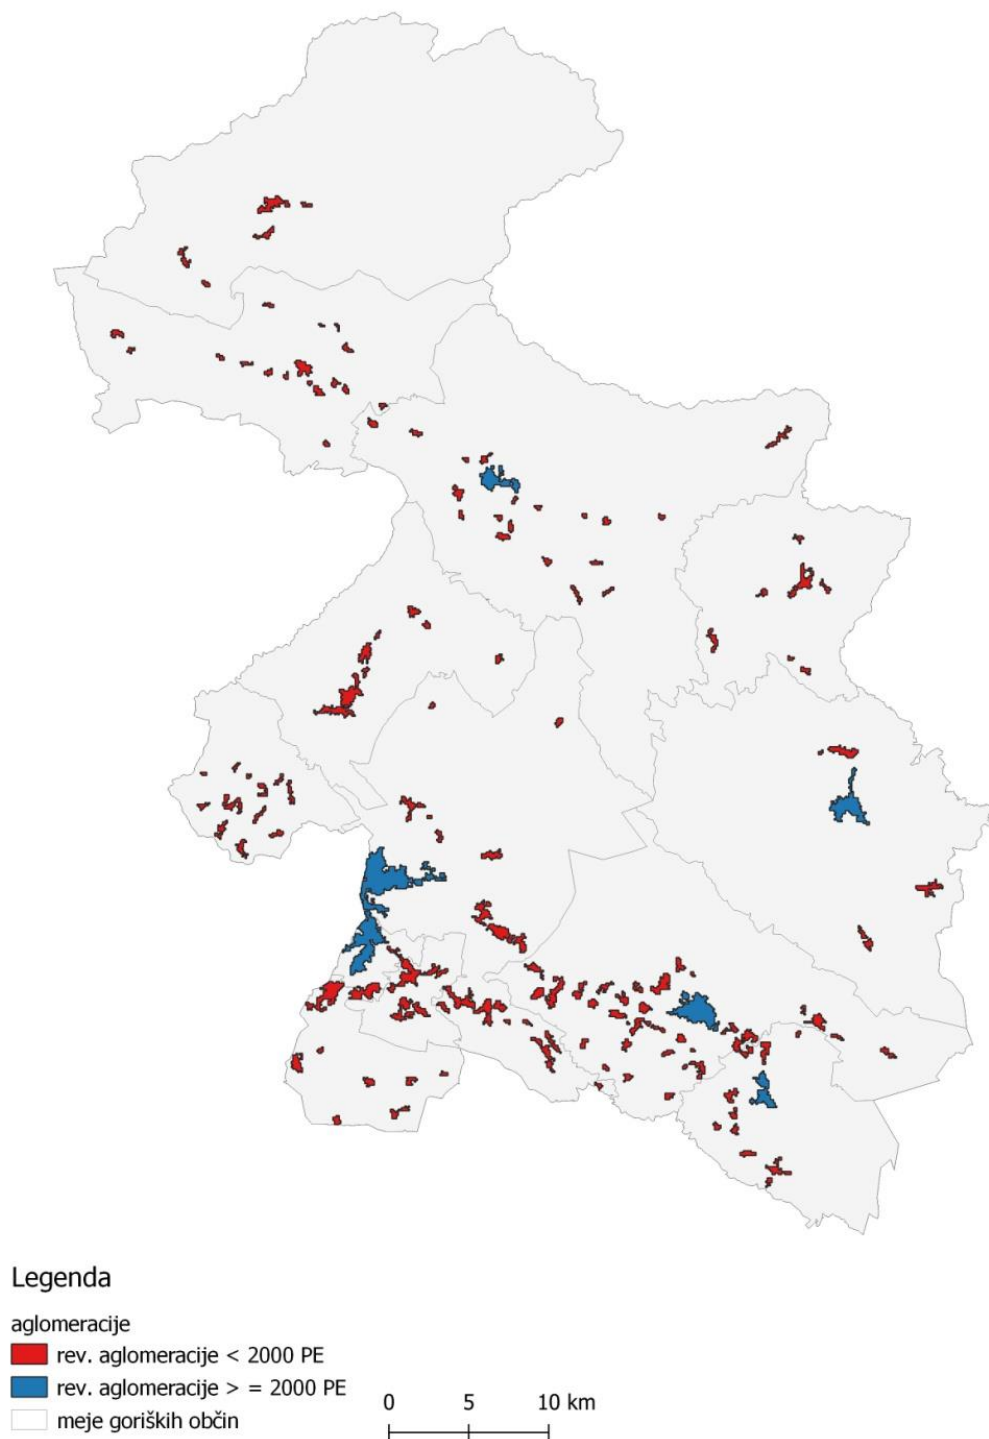 Legenda
aglomeracije
rev. aglomeracije < 2000 PE
rev. aglomeracije > = 2000 PE
meje goriških občin
0 5 10 km